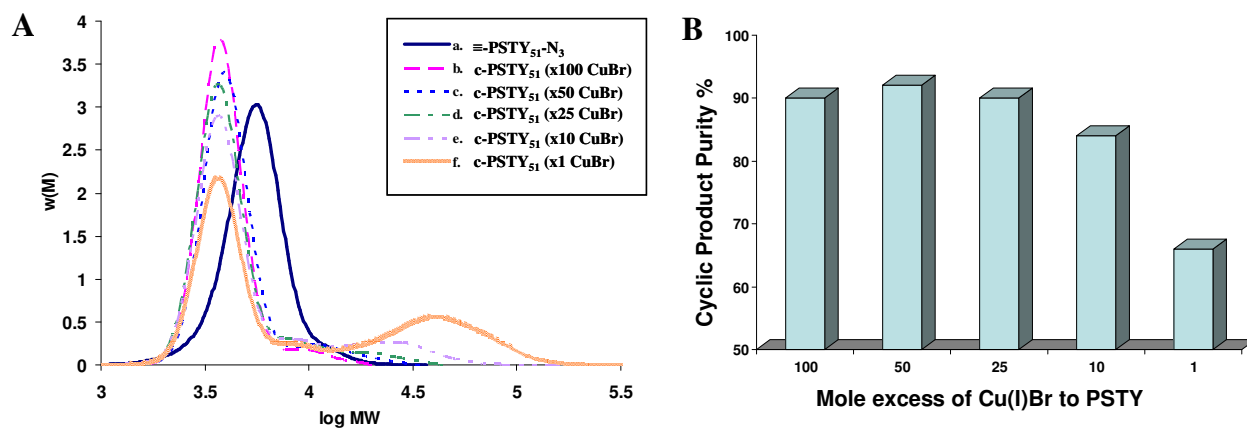 A
4
3.5
3
2.5
2
1.5
1
0.5
0
w(M)
3
3.5
4
4.5
5
5.5
log MW
a. ≡-PSTY51-N3
b. c-PSTY51 (x100 CuBr)
c. c-PSTY51 (x50 CuBr)
d. c-PSTY51 (x25 CuBr)
e. c-PSTY51 (x10 CuBr)
f. c-PSTY51 (x1 CuBr)
B
100
90
80
70
60
50
Cyclic Product Purity %
100
50
25
10
1
Mole excess of Cu(I)Br to PSTY